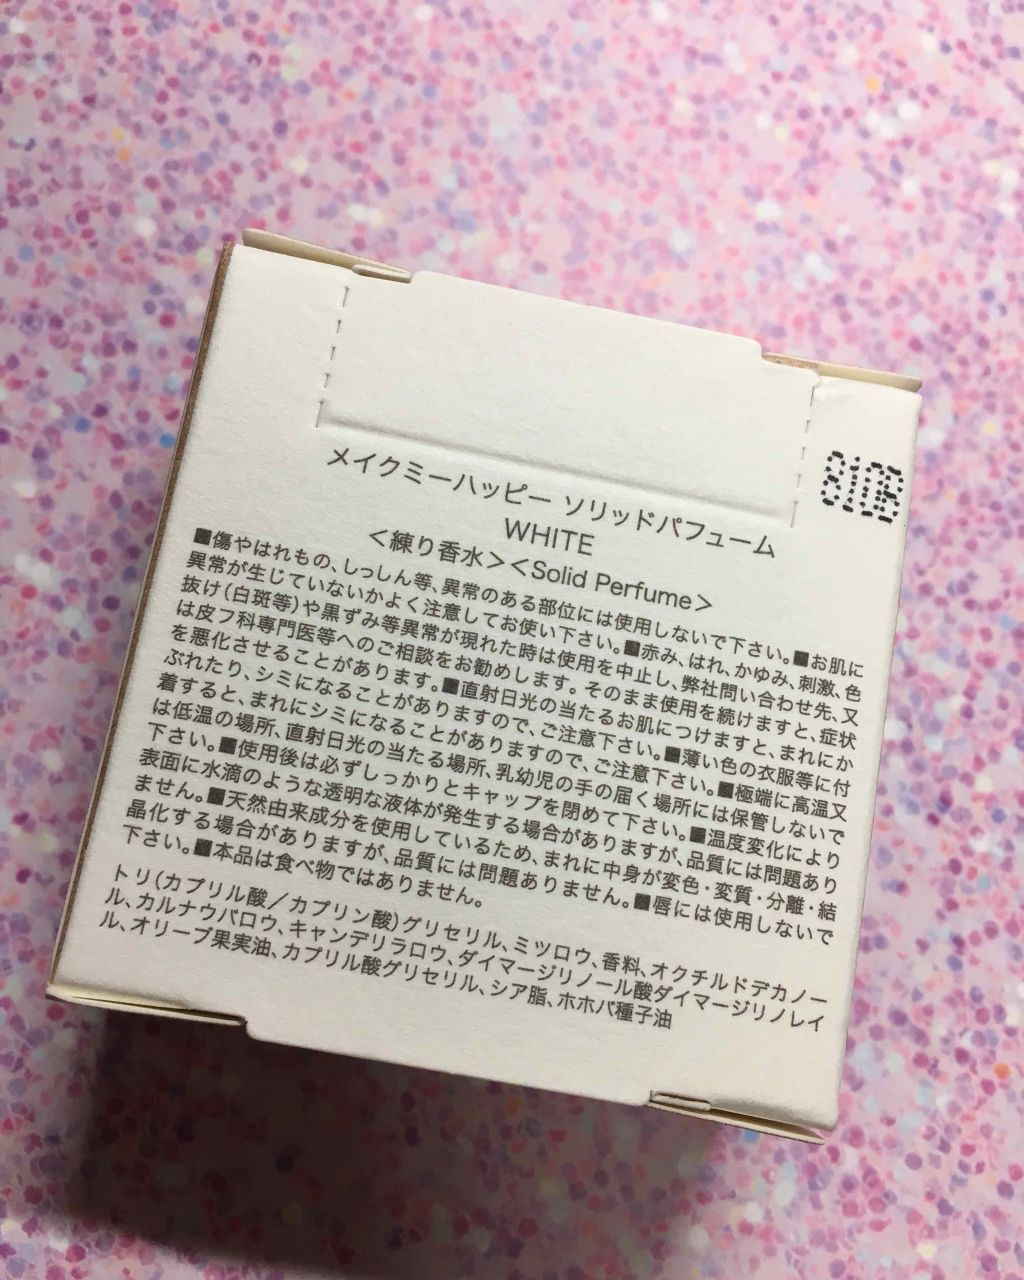 メイクミーハッピー ソリッドパフューム
WHITE
＜練り香水＞＜Solid Perfume＞
■傷やはれもの、しっしん等、異常のある部位には使用しないで下さい。■お肌に
異常が生じていないかよく注意してお使い下さい。■赤み、はれ、かゆみ、刺激、色
抜け（白斑等）や黒ずみ等異常が現れた時は使用を中止し、弊社問い合わせ先、又
は皮フ科専門医等へのご相談をお勧めします。そのまま使用を続けますと、症状
を悪化させることがあります。■直射日光の当たるお肌につけますと、まれにか
ぶれたり、シミになることがありますので、ご注意下さい。■薄い色の衣服等に付
着すると、まれにシミになることがありますので、ご注意下さい。■極端に高温又
は低温の場所、直射日光の当たる場所、乳幼児の手の届く場所には保管しないで
下さい。■使用後は必ずしっかりとキャップを閉めて下さい。■温度変化により
表面に水滴のような透明な液体が発生する場合がありますが、品質には問題あり
ません。■天然由来成分を使用しているため、まれに中身が変色・変質・分離・結
晶化する場合がありますが、品質には問題ありません。■唇には使用しないで
下さい。■本品は食べ物ではありません。
トリ（カプリル酸／カプリン酸）グリセリル、ミツロウ、香料、オクチルドデカノー
ル、カルナウバロウ、キャンデリラロウ、ダイマージリノール酸ダイマージリノレイ
ル、オリーブ果実油、カプリル酸グリセリル、シア脂、ホホバ種子油